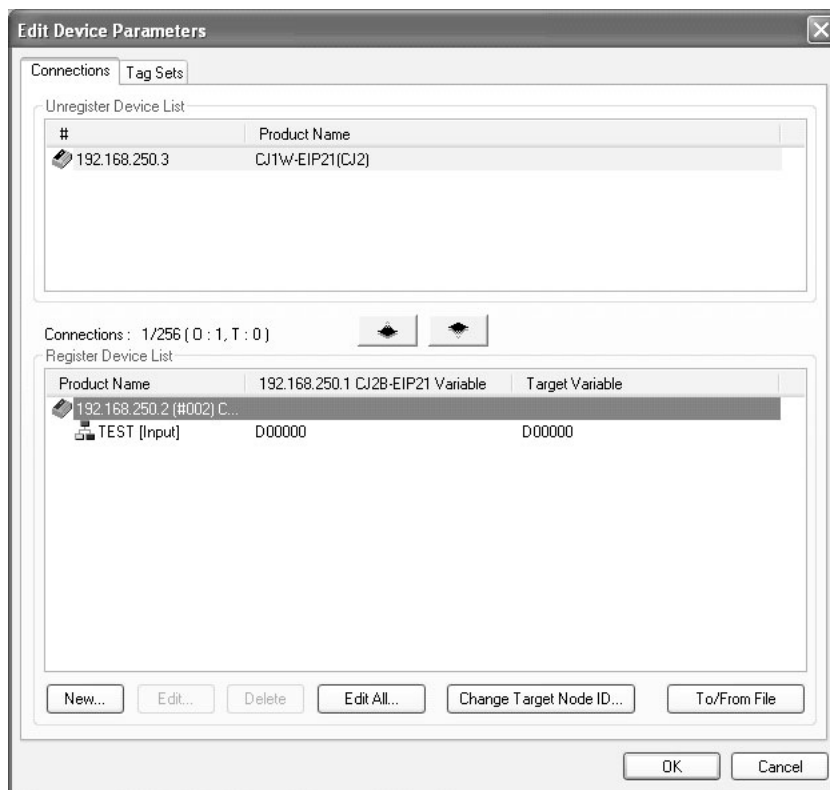 Edit Device Parameters
Connections Tag Sets
Unregister Device List
# Product Name
192.168.250.3 CJ1W-EIP21(CJ2)
Connections : 1/256 ( O : 1, T : 0 )
Register Device List
Product Name 192.168.250.1 CJ2B-EIP21 Variable Target Variable
192.168.250.2 (#002) C...
TEST [Input] D00000 D00000
New... Edit... Delete Edit All... Change Target Node ID... To/From File
OK Cancel